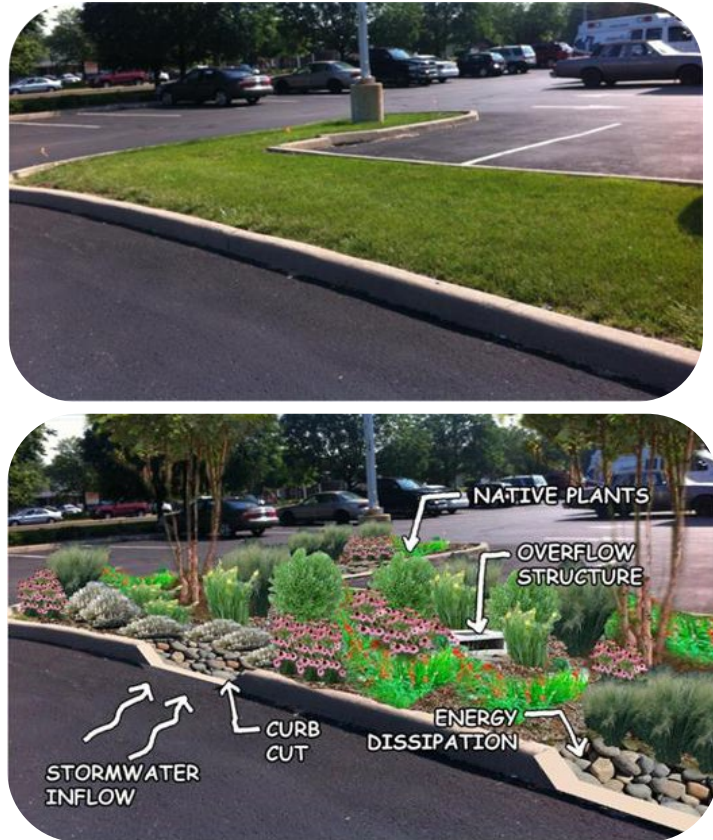 NATIVE PLANTS
OVERFLOW
STRUCTURE
CURB
CUT
ENERGY
DISSIPATION
STORMWATER
INFLOW